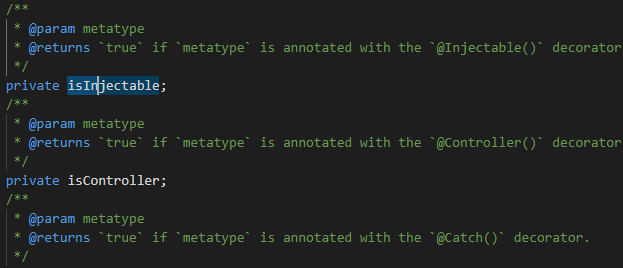 /**
* @param metatype
* @returns `true` if `metatype` is annotated with the `@Injectable()` decorator
*/
private isInjectable;
/**
* @param metatype
* @returns `true` if `metatype` is annotated with the `@Controller()` decorator
*/
private isController;
/**
* @param metatype
* @returns `true` if `metatype` is annotated with the `@Catch()` decorator.
*/